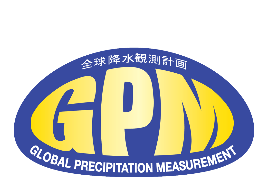 全球降水観測計画
GPM
GLOBAL PRECIPITATION MEASUREMENT